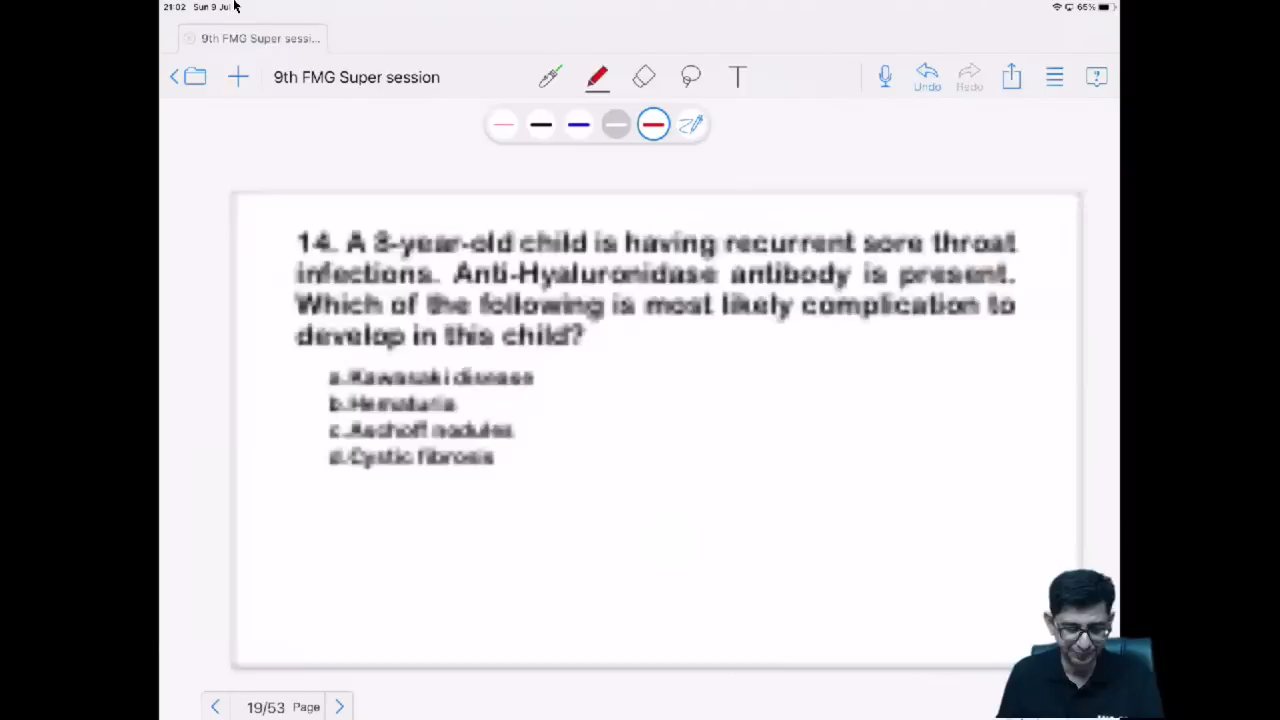 21:02 Sun 9 Jul
65%
9th FMG Super sessi...
9th FMG Super session
T
Undo
Redo
14. A 8-year-old child is having recurrent sore throat
infections. Anti-Hyaluronidase antibody is present.
Which of the following is most likely complication to
develop in this child?
a.Kawasaki disease
b.Hematuria
c.Aschoff nodules
d.Cystic fibrosis
19/53 Page